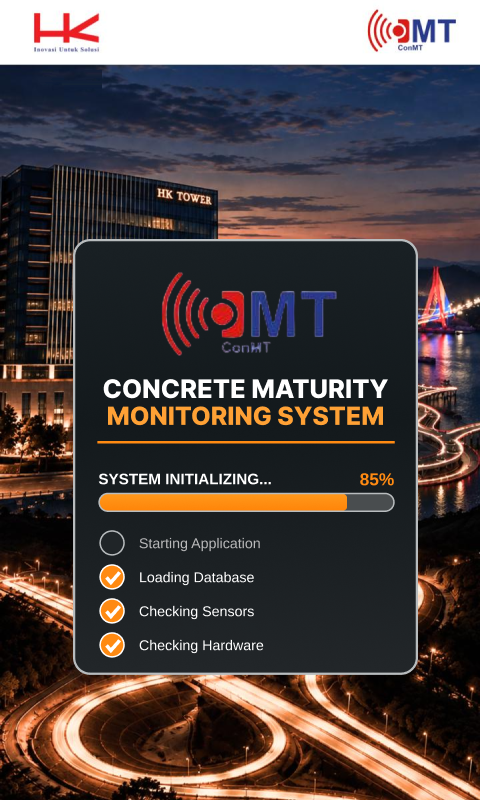 HK
Inovasi Untuk Solusi
MT
ConMT
HK TOWER
MT
ConMT
CONCRETE MATURITY
MONITORING SYSTEM
SYSTEM INITIALIZING... 85%
Starting Application
Loading Database
Checking Sensors
Checking Hardware